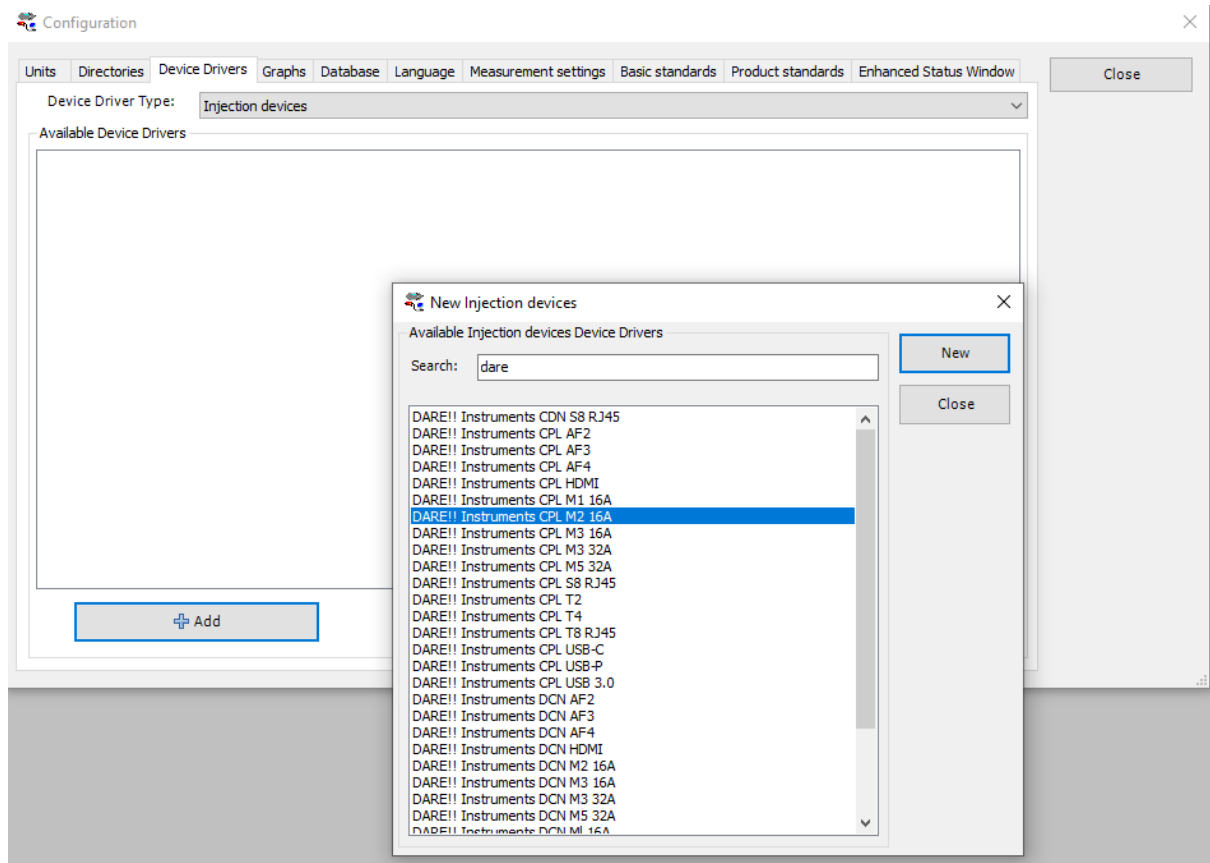 Configuration
Units Directories Device Drivers Graphs Database Language Measurement settings Basic standards Product standards Enhanced Status Window
Close
Device Driver Type: Injection devices
Available Device Drivers
New Injection devices
Available Injection devices Device Drivers
New
Search: dare
Close
DARE!! Instruments CDN S8 RJ45
DARE!! Instruments CPL AF2
DARE!! Instruments CPL AF3
DARE!! Instruments CPL AF4
DARE!! Instruments CPL HDMI
DARE!! Instruments CPL M1 16A
DARE!! Instruments CPL M2 16A
DARE!! Instruments CPL M3 16A
DARE!! Instruments CPL M3 32A
DARE!! Instruments CPL M5 32A
DARE!! Instruments CPL S8 RJ45
DARE!! Instruments CPL T2
DARE!! Instruments CPL T4
DARE!! Instruments CPL T8 RJ45
DARE!! Instruments CPL USB-C
DARE!! Instruments CPL USB-P
DARE!! Instruments CPL USB 3.0
DARE!! Instruments DCN AF2
DARE!! Instruments DCN AF3
DARE!! Instruments DCN AF4
DARE!! Instruments DCN HDMI
DARE!! Instruments DCN M2 16A
DARE!! Instruments DCN M3 16A
DARE!! Instruments DCN M3 32A
DARE!! Instruments DCN M5 32A
DARE!! Instruments DCN 16A
Add